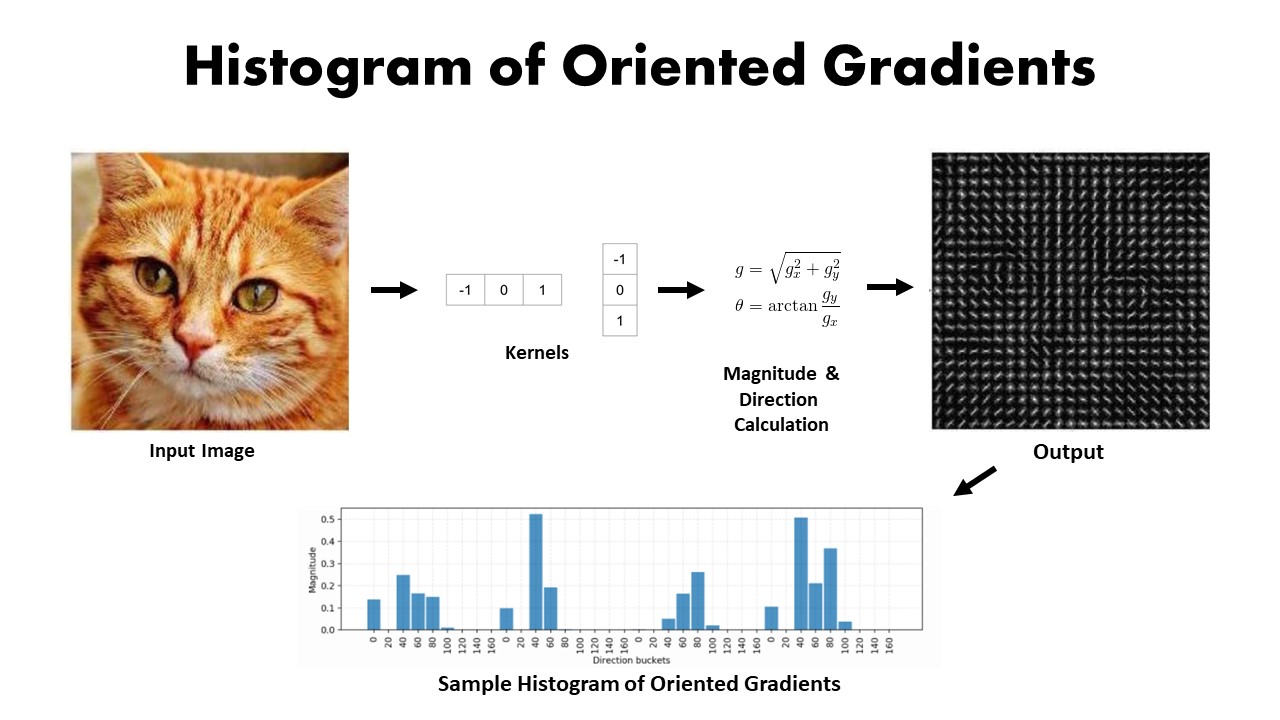 Histogram of Oriented Gradients
-1 0 1
-1
0
1
Kernels
g = √(g_x^2 + g_y^2)
θ = arctan g_y/g_x
Magnitude &
Direction
Calculation
Input Image
Output
0.5
0.4
0.3
0.2
0.1
0.0
Magnitude
0 20 40 60 80 100 120 140 160 0 20 40 60 80 100 120 140 160 0 20 40 60 80 100 120 140 160 0 20 40 60 80 100 120 140 160
Direction buckets
Sample Histogram of Oriented Gradients